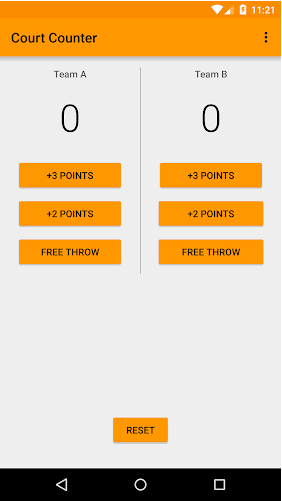 11:21
Court Counter
Team A
0
+3 POINTS
+2 POINTS
FREE THROW
Team B
0
+3 POINTS
+2 POINTS
FREE THROW
RESET